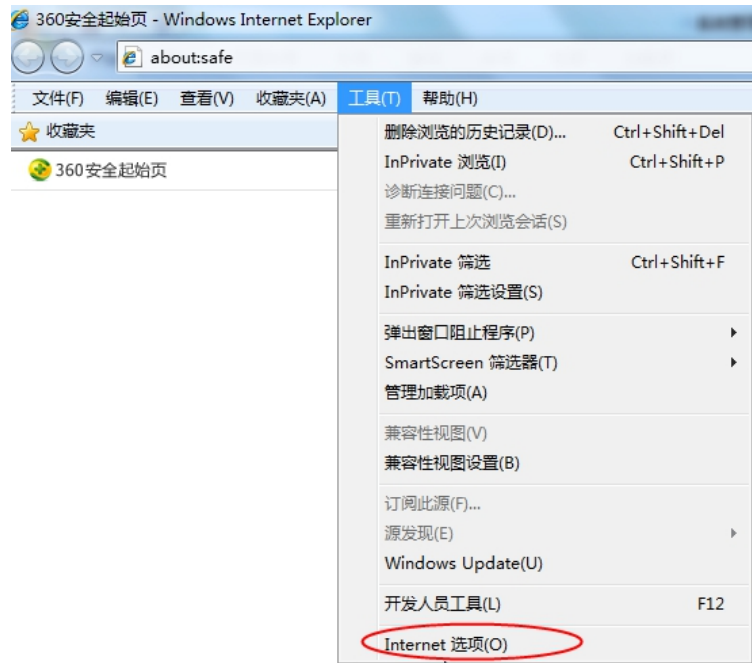 360安全起始页 - Windows Internet Explorer
about:safe
文件(F) 编辑(E) 查看(V) 收藏夹(A) 工具(T) 帮助(H)
收藏夹
360安全起始页
删除浏览的历史记录(D)... Ctrl+Shift+Del
InPrivate 浏览(I) Ctrl+Shift+P
诊断连接问题(C)...
重新打开上次浏览会话(S)
InPrivate 筛选 Ctrl+Shift+F
InPrivate 筛选设置(S)
弹出窗口阻止程序(P)
SmartScreen 筛选器(T)
管理加载项(A)
兼容性视图(V)
兼容性视图设置(B)
订阅此源(F)...
源发现(E)
Windows Update(U)
开发人员工具(L) F12
Internet 选项(O)